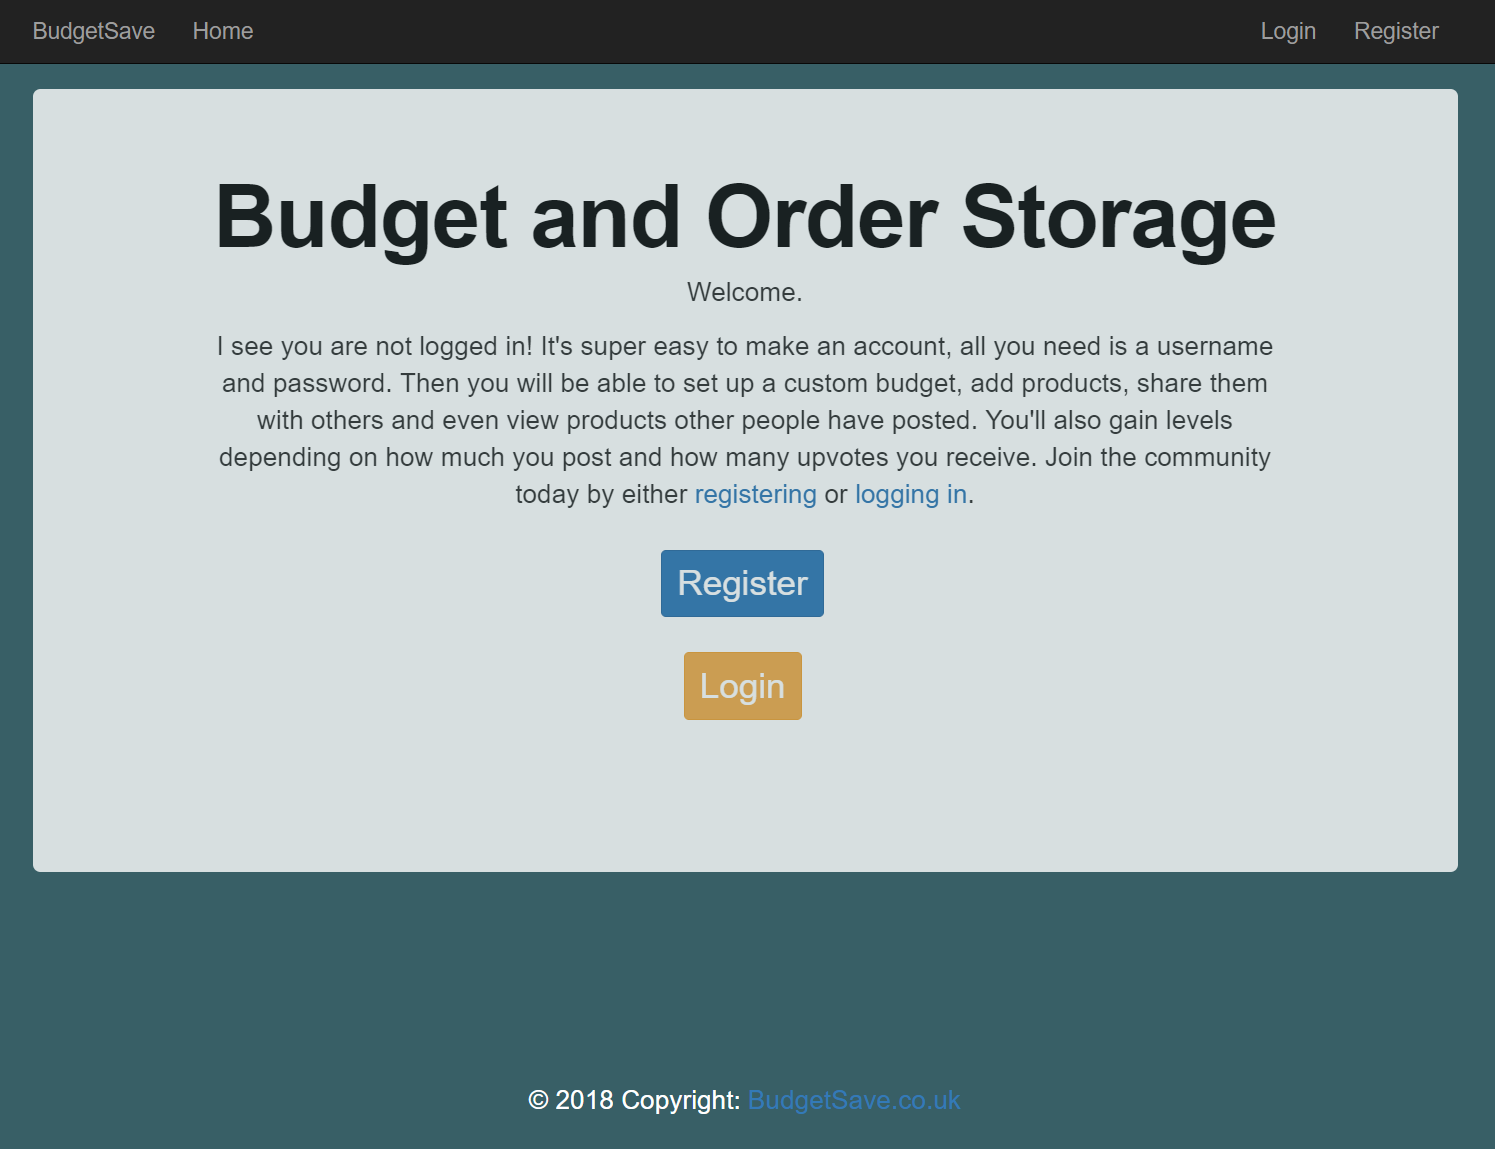 BudgetSave Home Login Register
Budget and Order Storage
Welcome.
I see you are not logged in! It's super easy to make an account, all you need is a username
and password. Then you will be able to set up a custom budget, add products, share them
with others and even view products other people have posted. You'll also gain levels
depending on how much you post and how many upvotes you receive. Join the community
today by either registering or logging in.
Register
Login
© 2018 Copyright: BudgetSave.co.uk